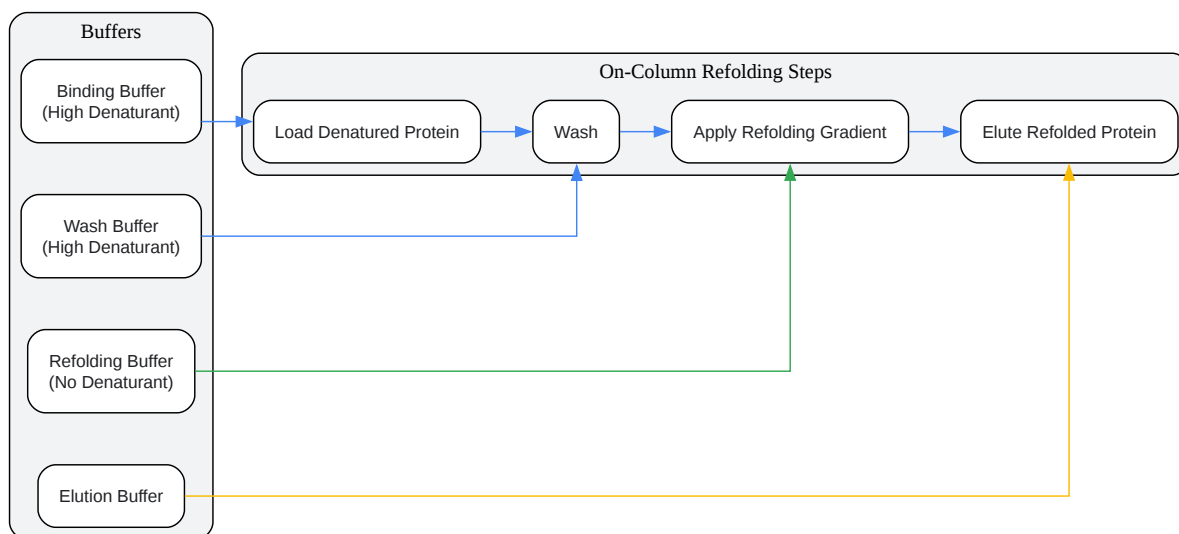 Buffers
Binding Buffer
(High Denaturant)
Wash Buffer
(High Denaturant)
Refolding Buffer
(No Denaturant)
Elution Buffer
On-Column Refolding Steps
Load Denatured Protein
Wash
Apply Refolding Gradient
Elute Refolded Protein